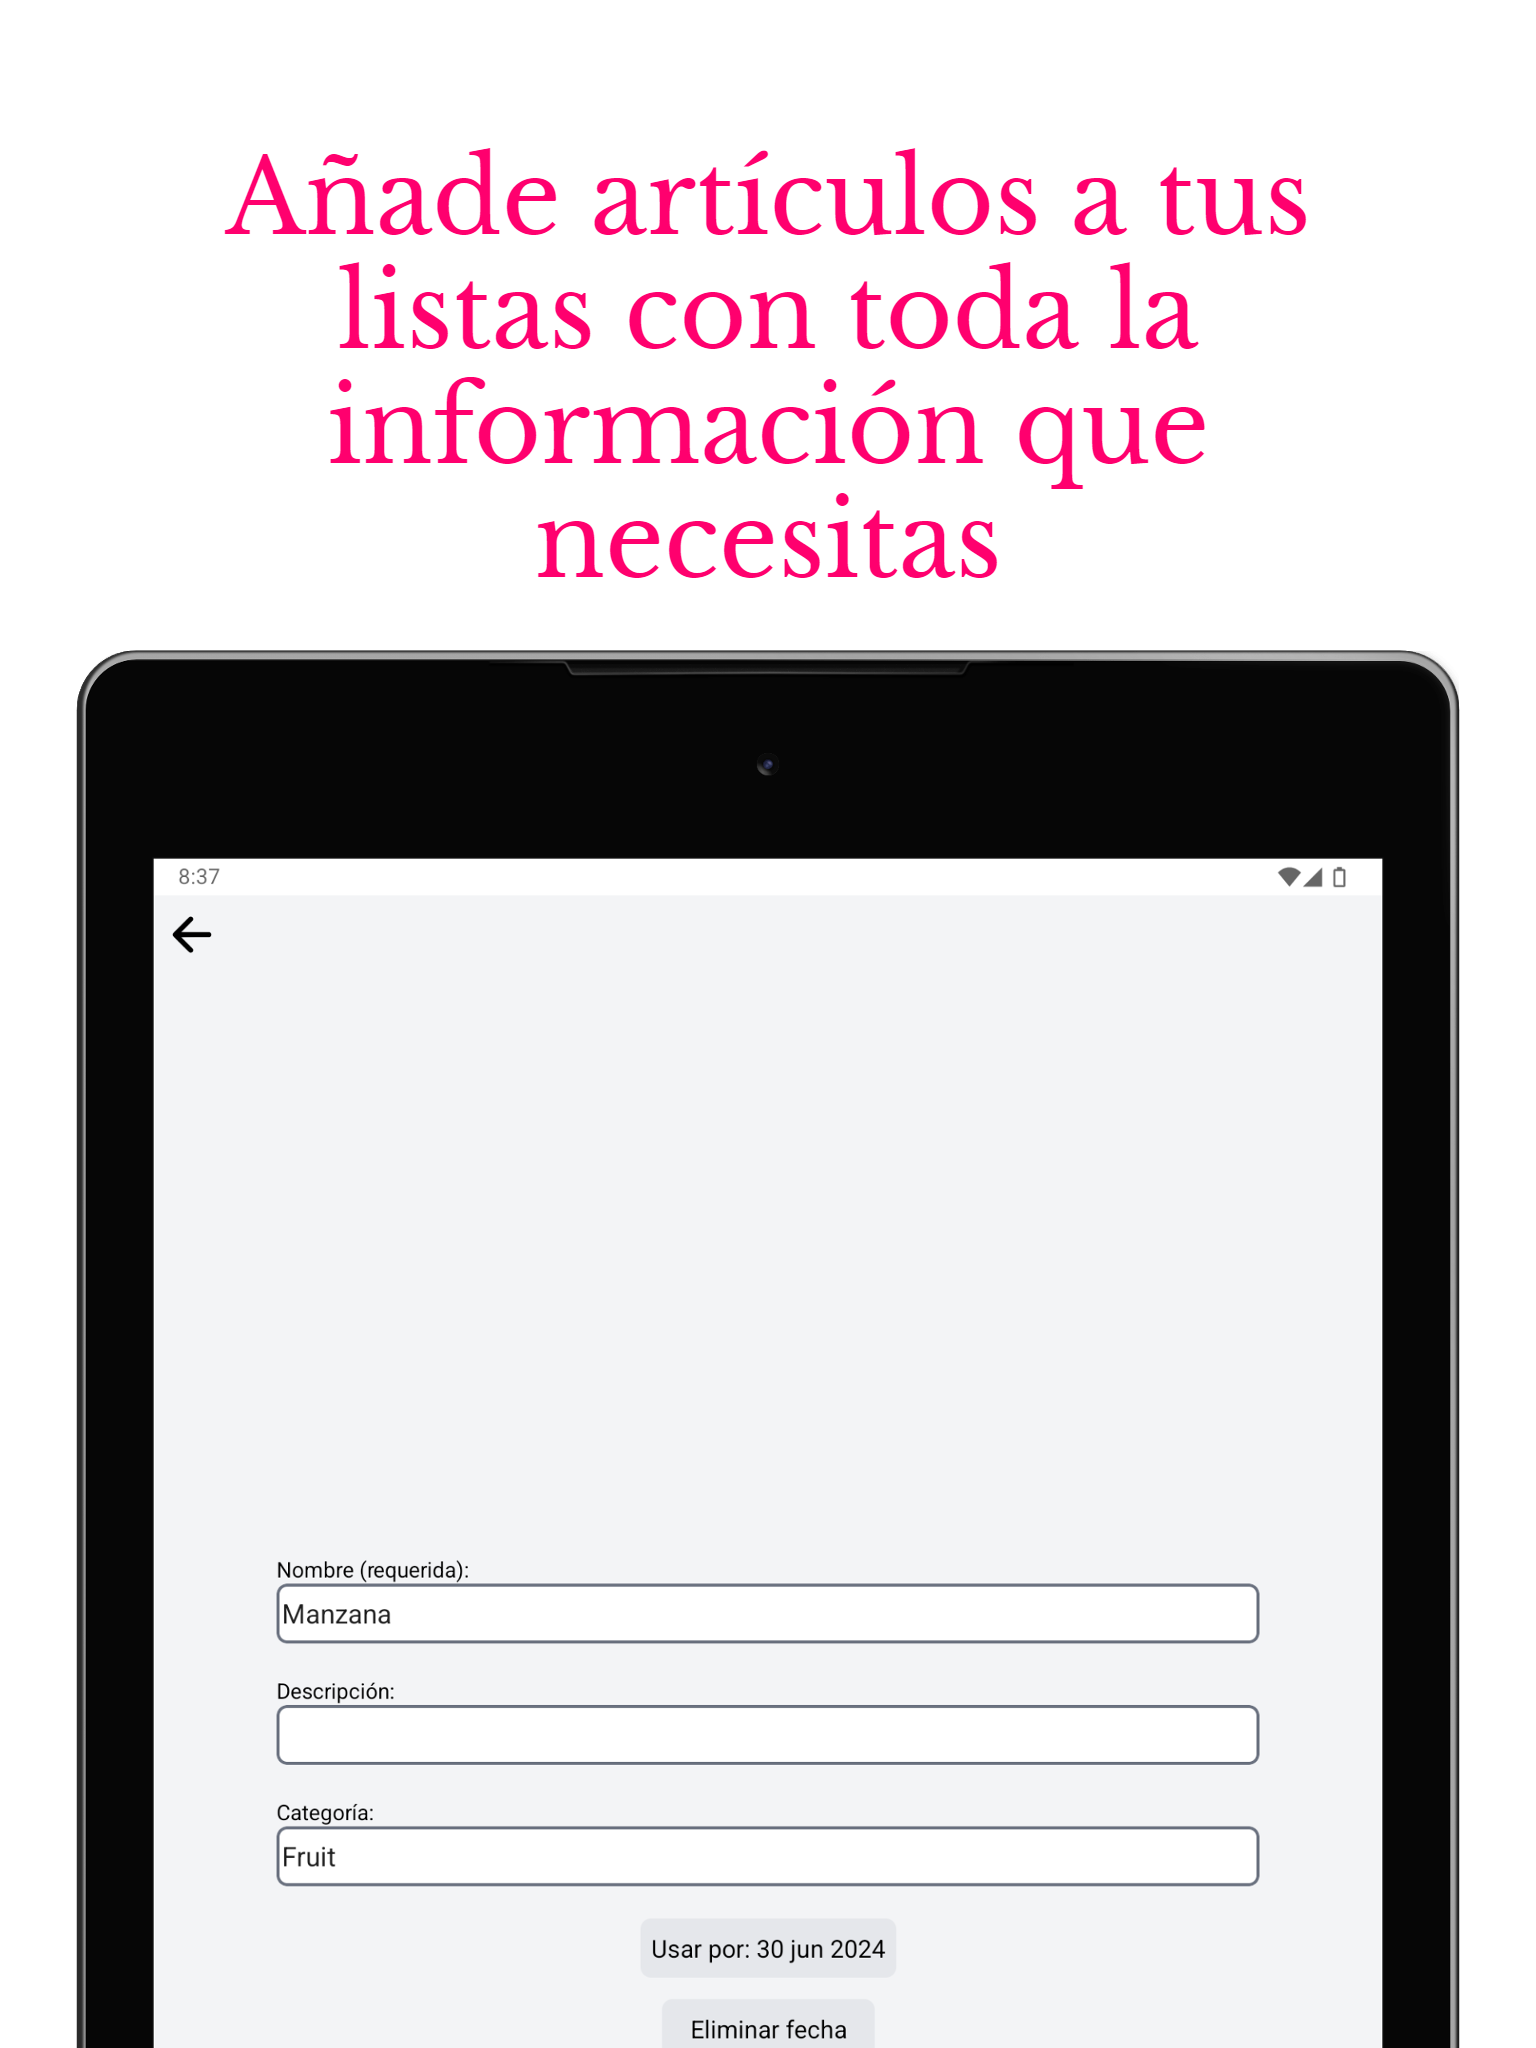 Añade artículos a tus
listas con toda la
información que
necesitas
8:37
Nombre (requerida):
Manzana
Descripción:
Categoría:
Fruit
Usar por: 30 jun 2024
Eliminar fecha